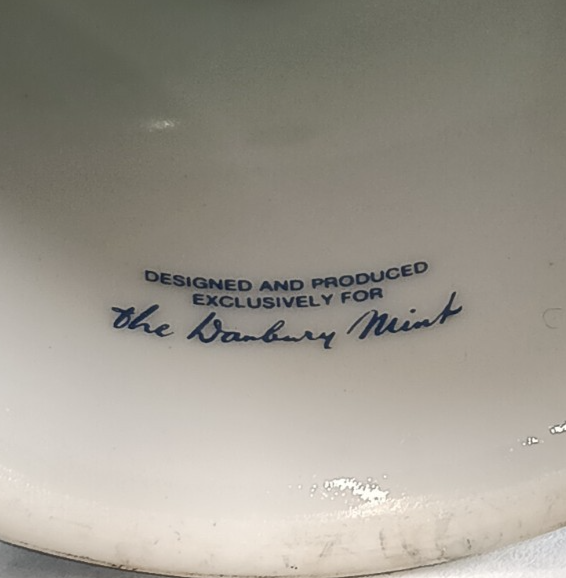 DESIGNED AND PRODUCED
EXCLUSIVELY FOR
the Danbury Mint